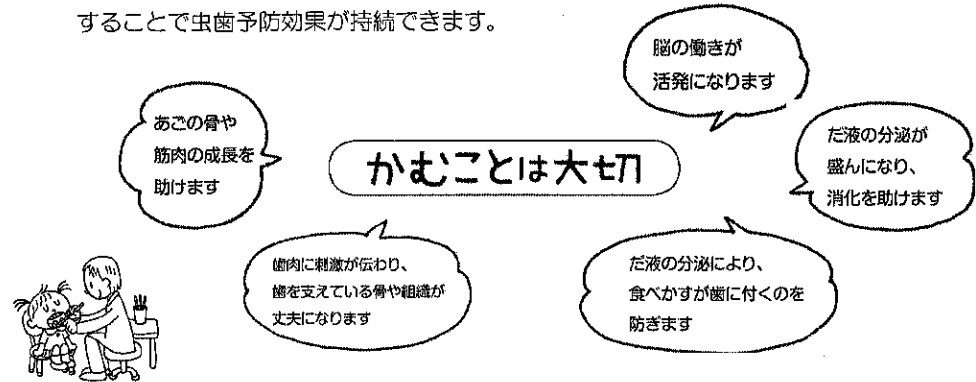 することで虫歯予防効果が持続できます。
脳の働きが
活発になります
あごの骨や
筋肉の成長を
助けます
かむことは大切
だ液の分泌が
盛んになり、
消化を助けます
歯肉に刺激が伝わり、
歯を支えている骨や組織が
丈夫になります
だ液の分泌により、
食べかすが歯に付くのを
防ぎます